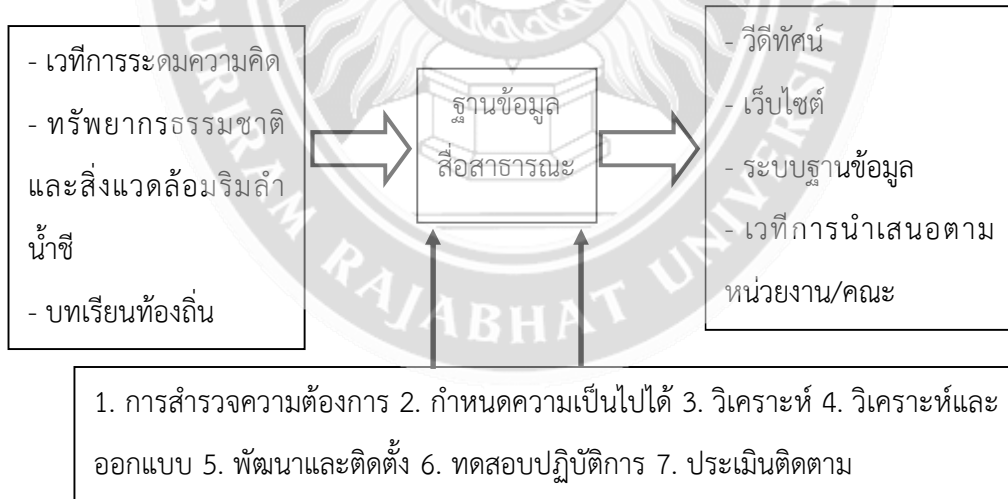 - เวทีการระดมความคิด
- ทรัพยากรธรรมชาติ
และสิ่งแวดล้อมริมลำ
น้ำชี
- บทเรียนท้องถิ่น
ฐานข้อมูล
สื่อสาธารณะ
- วีดีทัศน์
- เว็บไซต์
- ระบบฐานข้อมูล
- เวทีการนำเสนอตาม
หน่วยงาน/คณะ
1. การสำรวจความต้องการ 2. กำหนดความเป็นไปได้ 3. วิเคราะห์ 4. วิเคราะห์และ
ออกแบบ 5. พัฒนาและติดตั้ง 6. ทดสอบปฏิบัติการ 7. ประเมินติดตาม
BURIRAM RAJABHAT UNIVERSITY